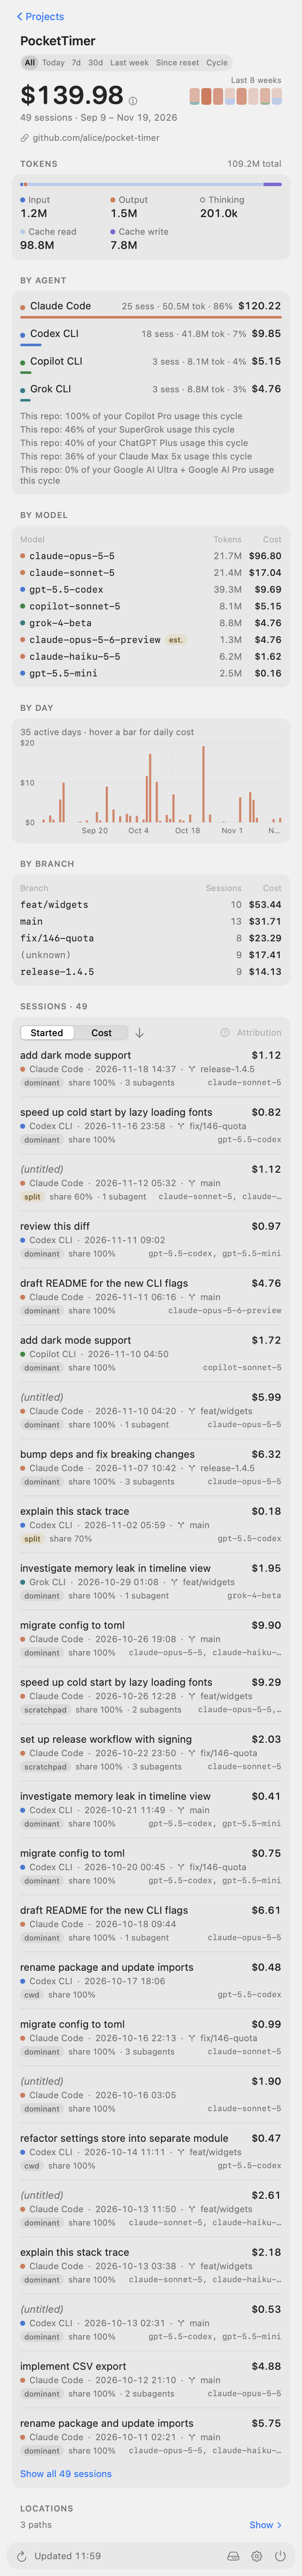 Projects
PocketTimer
All Today 7d 30d Last week Since reset Cycle
Last 8 weeks
$139.98
49 sessions · Sep 9 – Nov 19, 2026
github.com/alice/pocket-timer
TOKENS 109.2M total
Input Output Thinking
1.2M 1.5M 201.0k
Cache read Cache write
98.8M 7.8M
BY AGENT
Claude Code 25 sess · 50.5M tok · 86% $120.22
Codex CLI 18 sess · 41.8M tok · 7% $9.85
Copilot CLI 3 sess · 8.1M tok · 4% $5.15
Grok CLI 3 sess · 8.8M tok · 3% $4.76
This repo: 100% of your Copilot Pro usage this cycle
This repo: 46% of your SuperGrok usage this cycle
This repo: 40% of your ChatGPT Plus usage this cycle
This repo: 36% of your Claude Max 5x usage this cycle
This repo: 0% of your Google AI Ultra + Google AI Pro usage
this cycle
BY MODEL
Model Tokens Cost
claude-opus-5-5 21.7M $96.80
claude-sonnet-5 21.4M $17.04
gpt-5.5-codex 39.3M $9.69
copilot-sonnet-5 8.1M $5.15
grok-4-beta 8.8M $4.76
claude-opus-5-6-preview est. 1.3M $4.76
claude-haiku-5-5 6.2M $1.62
gpt-5.5-mini 2.5M $0.16
BY DAY
35 active days · hover a bar for daily cost
$20
$10
$0
Sep 20 Oct 4 Oct 18 Nov 1 N…
BY BRANCH
Branch Sessions Cost
feat/widgets 10 $53.44
main 13 $31.71
fix/146-quota 8 $23.29
(unknown) 9 $17.41
release-1.4.5 9 $14.13
SESSIONS · 49
Started Cost ↓ Attribution
add dark mode support $1.12
Claude Code · 2026-11-18 14:37 · release-1.4.5
dominant share 100% · 3 subagents claude-sonnet-5
speed up cold start by lazy loading fonts $0.82
Codex CLI · 2026-11-16 23:58 · fix/146-quota
dominant share 100% gpt-5.5-codex
(untitled) $1.12
Claude Code · 2026-11-12 05:32 · main
split share 60% · 1 subagent claude-sonnet-5, claude-…
review this diff $0.97
Codex CLI · 2026-11-11 09:02
dominant share 100% gpt-5.5-codex, gpt-5.5-mini
draft README for the new CLI flags $4.76
Claude Code · 2026-11-11 06:16 · main
dominant share 100% claude-opus-5-6-preview
add dark mode support $1.72
Copilot CLI · 2026-11-10 04:50
dominant share 100% copilot-sonnet-5
(untitled) $5.99
Claude Code · 2026-11-10 04:20 · feat/widgets
dominant share 100% · 1 subagent claude-opus-5-5
bump deps and fix breaking changes $6.32
Claude Code · 2026-11-07 10:42 · release-1.4.5
dominant share 100% · 3 subagents claude-opus-5-5
explain this stack trace $0.18
Codex CLI · 2026-11-02 05:59 · main
split share 70% gpt-5.5-codex
investigate memory leak in timeline view $1.95
Grok CLI · 2026-10-29 01:08 · feat/widgets
dominant share 100% · 1 subagent grok-4-beta
migrate config to toml $9.90
Claude Code · 2026-10-26 19:08 · main
dominant share 100% claude-opus-5-5, claude-haiku-…
speed up cold start by lazy loading fonts $9.29
Claude Code · 2026-10-26 12:28 · feat/widgets
scratchpad share 100% · 2 subagents claude-opus-5-5,…
set up release workflow with signing $2.03
Claude Code · 2026-10-22 23:50 · fix/146-quota
scratchpad share 100% · 3 subagents claude-sonnet-5
investigate memory leak in timeline view $0.41
Codex CLI · 2026-10-21 11:49 · main
dominant share 100% gpt-5.5-codex, gpt-5.5-mini
migrate config to toml $0.75
Codex CLI · 2026-10-20 00:45 · fix/146-quota
dominant share 100% gpt-5.5-codex, gpt-5.5-mini
draft README for the new CLI flags $6.61
Claude Code · 2026-10-18 09:44
dominant share 100% · 1 subagent claude-opus-5-5
rename package and update imports $0.48
Codex CLI · 2026-10-17 18:06
cwd share 100% gpt-5.5-codex
migrate config to toml $0.99
Claude Code · 2026-10-16 22:13 · fix/146-quota
dominant share 100% · 3 subagents claude-sonnet-5
(untitled) $1.90
Claude Code · 2026-10-16 03:05
dominant share 100% claude-sonnet-5
refactor settings store into separate module $0.47
Codex CLI · 2026-10-14 11:11 · feat/widgets
cwd share 100% gpt-5.5-codex
(untitled) $2.61
Claude Code · 2026-10-13 11:50 · feat/widgets
dominant share 100% claude-sonnet-5, claude-haiku-…
explain this stack trace $2.18
Claude Code · 2026-10-13 03:38 · feat/widgets
dominant share 100% claude-sonnet-5, claude-haiku-…
(untitled) $0.53
Codex CLI · 2026-10-13 02:31 · main
dominant share 100% gpt-5.5-codex, gpt-5.5-mini
implement CSV export $4.88
Claude Code · 2026-10-12 21:10 · main
dominant share 100% · 2 subagents claude-opus-5-5
rename package and update imports $5.75
Claude Code · 2026-10-11 02:21 · main
dominant share 100% claude-opus-5-5, claude-haiku-…
Show all 49 sessions
LOCATIONS
3 paths Show
Updated 11:59